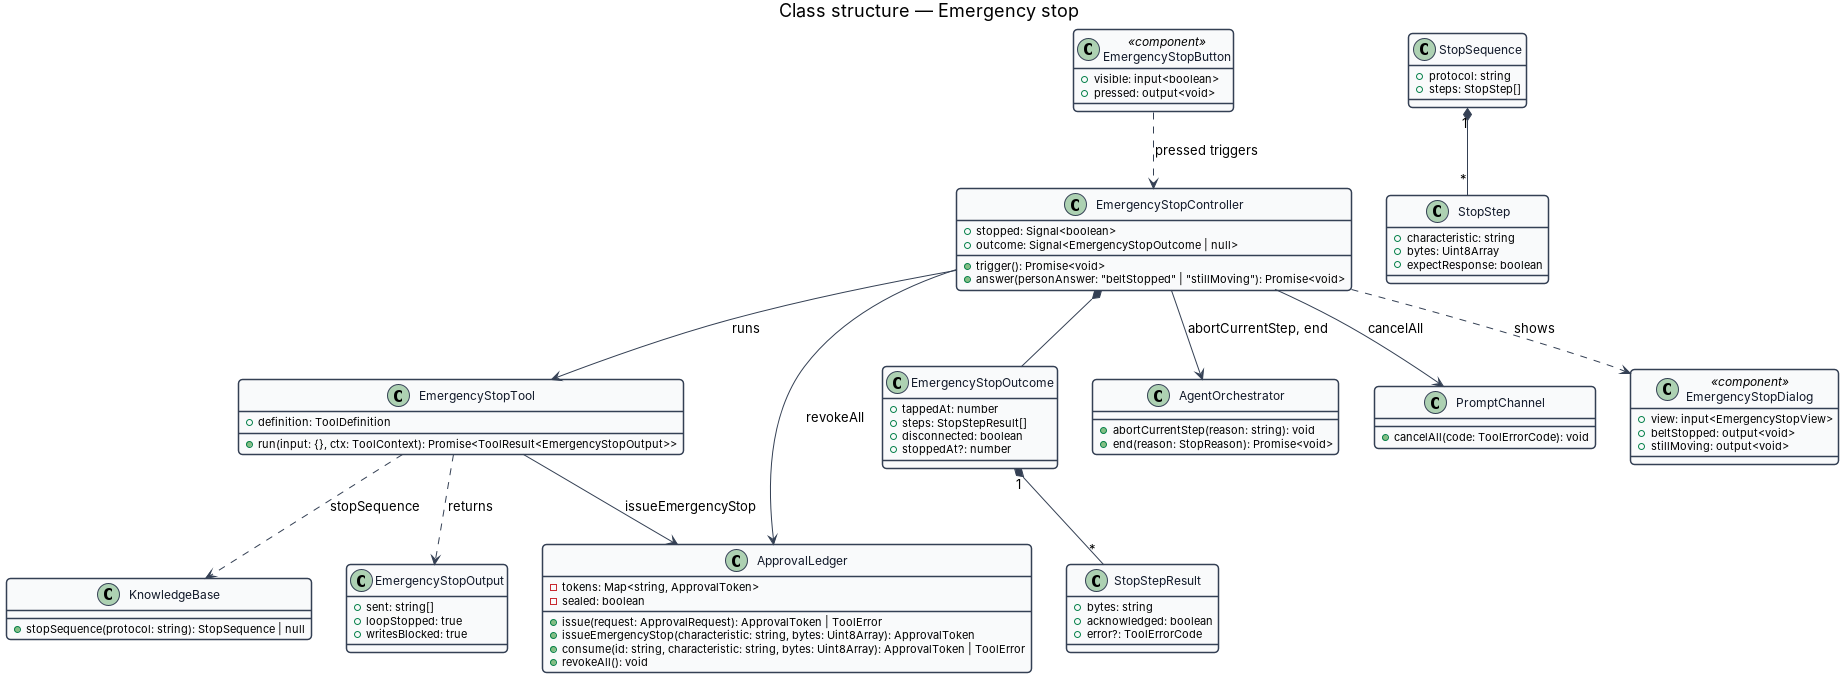 Class structure — Emergency stop
«component»
EmergencyStopButton
visible: input<boolean>
pressed: output<void>
StopSequence
protocol: string
steps: StopStep[]
1
*
pressed triggers
EmergencyStopController
stopped: Signal<boolean>
outcome: Signal<EmergencyStopOutcome | null>
trigger(): Promise<void>
answer(personAnswer: "beltStopped" | "stillMoving"): Promise<void>
StopStep
characteristic: string
bytes: Uint8Array
expectResponse: boolean
runs
revokeAll
abortCurrentStep, end
cancelAll
shows
EmergencyStopTool
definition: ToolDefinition
run(input: {}, ctx: ToolContext): Promise<ToolResult<EmergencyStopOutput>>
EmergencyStopOutcome
tappedAt: number
steps: StopStepResult[]
disconnected: boolean
stoppedAt?: number
AgentOrchestrator
abortCurrentStep(reason: string): void
end(reason: StopReason): Promise<void>
PromptChannel
cancelAll(code: ToolErrorCode): void
«component»
EmergencyStopDialog
view: input<EmergencyStopView>
beltStopped: output<void>
stillMoving: output<void>
stopSequence
returns
issueEmergencyStop
1
*
KnowledgeBase
stopSequence(protocol: string): StopSequence | null
EmergencyStopOutput
sent: string[]
loopStopped: true
writesBlocked: true
ApprovalLedger
tokens: Map<string, ApprovalToken>
sealed: boolean
issue(request: ApprovalRequest): ApprovalToken | ToolError
issueEmergencyStop(characteristic: string, bytes: Uint8Array): ApprovalToken
consume(id: string, characteristic: string, bytes: Uint8Array): ApprovalToken | ToolError
revokeAll(): void
StopStepResult
bytes: string
acknowledged: boolean
error?: ToolErrorCode